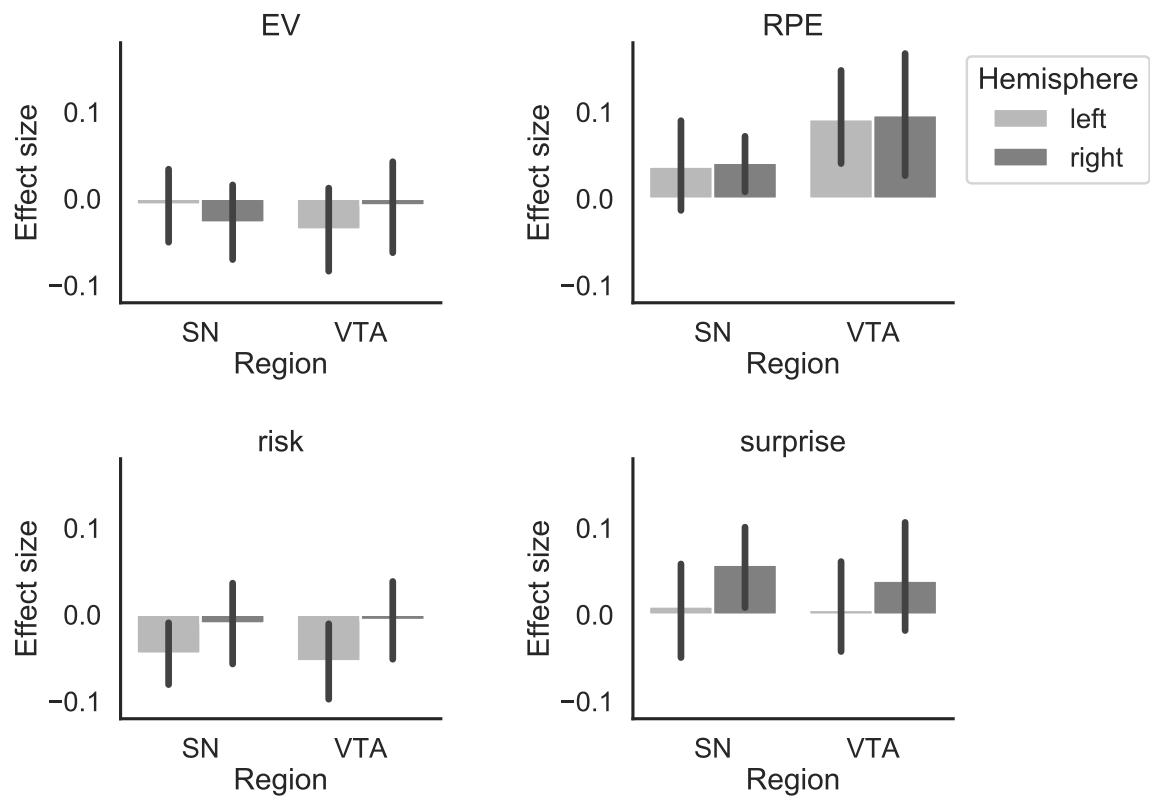 EV
0.1
0.0
−0.1
Effect size
SN VTA
Region
RPE
0.1
0.0
−0.1
Effect size
SN VTA
Region
Hemisphere
left
right
risk
0.1
0.0
−0.1
Effect size
SN VTA
Region
surprise
0.1
0.0
−0.1
Effect size
SN VTA
Region